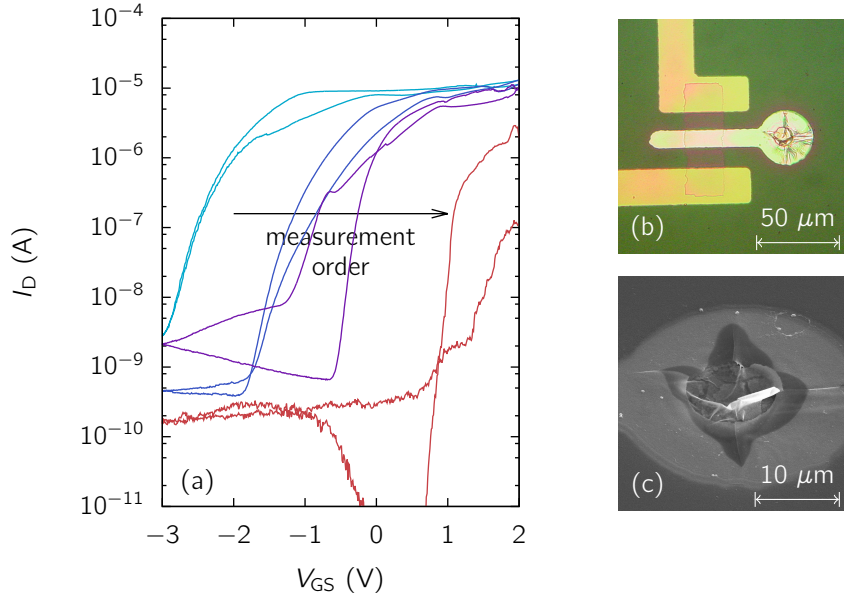 I_D (A)
10⁻⁴
10⁻⁵
10⁻⁶
10⁻⁷
10⁻⁸
10⁻⁹
10⁻¹⁰
10⁻¹¹
measurement
order
(a)
−3 −2 −1 0 1 2
V_GS (V)
(b)
50 μm
(c)
10 μm